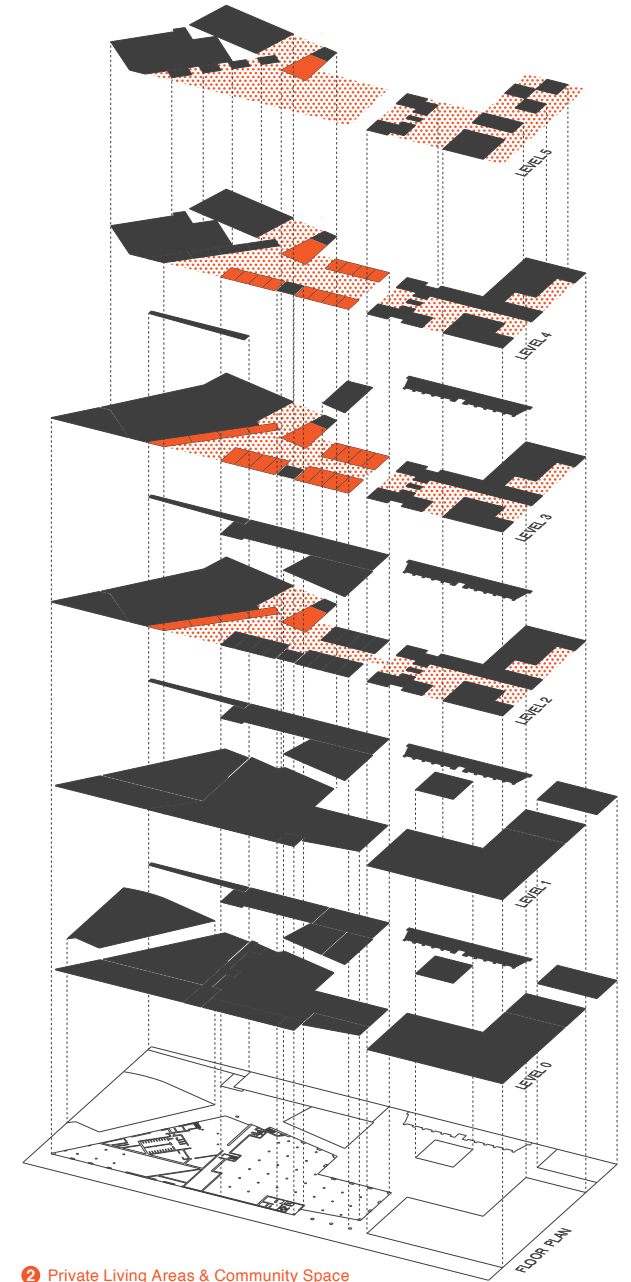 LEVEL 5
LEVEL 4
LEVEL 3
LEVEL 2
LEVEL 1
LEVEL 0
FLOOR PLAN
2 Private Living Areas & Community Space